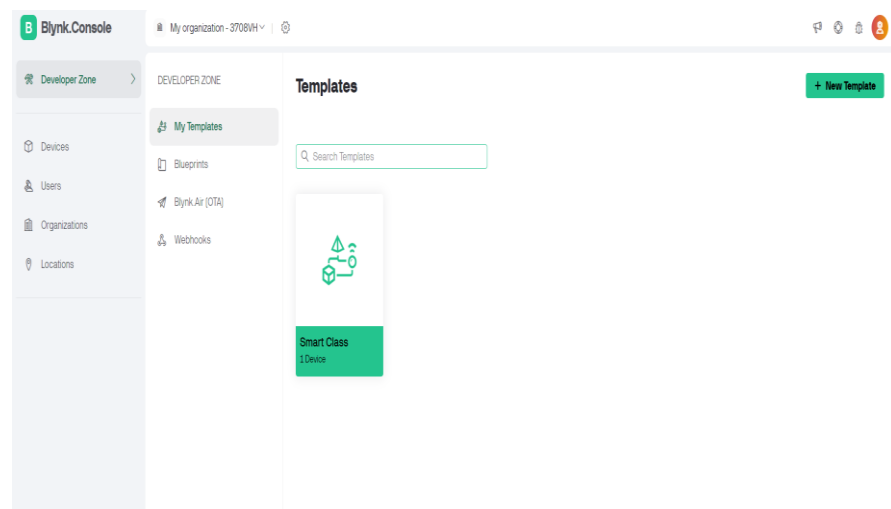 B Blynk.Console
My organization - 3708VH
Developer Zone
Devices
Users
Organizations
Locations
DEVELOPER ZONE
My Templates
Blueprints
Blynk.Air (OTA)
Webhooks
Templates
+ New Template
Search Templates
Smart Class
1 Device